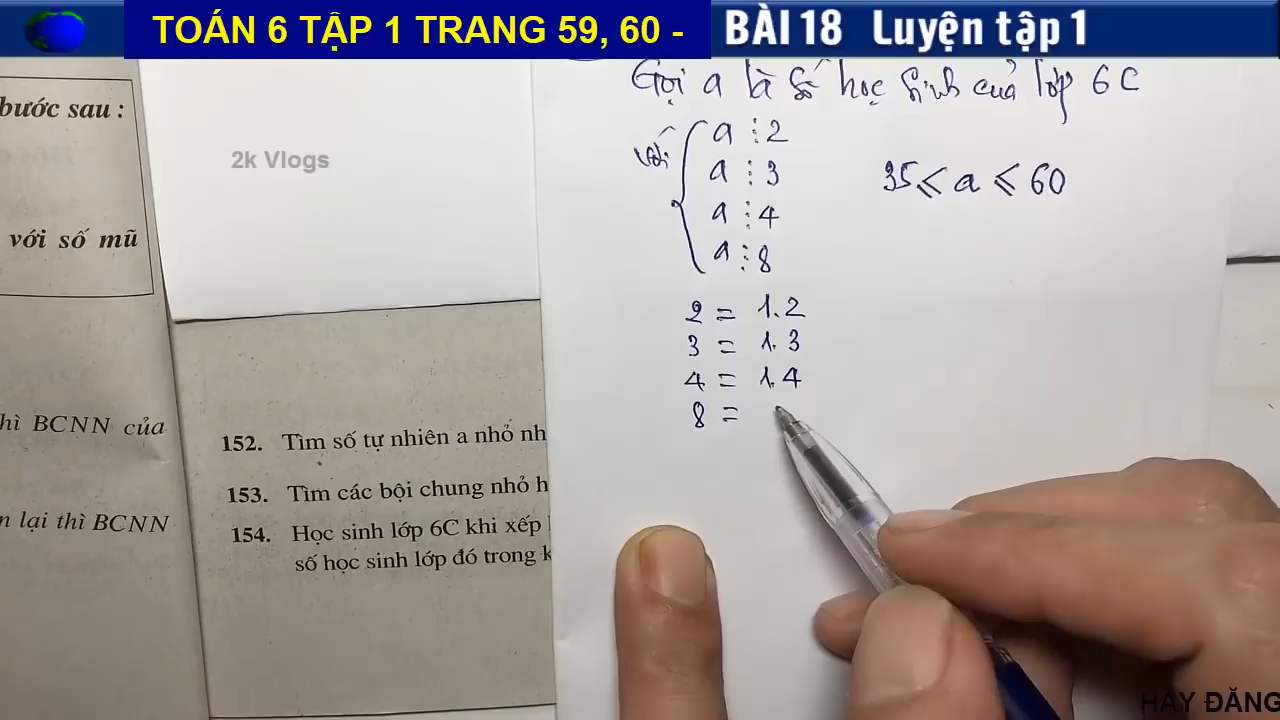 TOÁN 6 TẬP 1 TRANG 59, 60 -
BÀI 18 Luyện tập 1
bước sau :
với số mũ
hì BCNN của
n lại thì BCNN
2k Vlogs
152. Tìm số tự nhiên a nhỏ nh
153. Tìm các bội chung nhỏ h
154. Học sinh lớp 6C khi xếp
số học sinh lớp đó trong k
Gọi a là số học sinh của lớp 6C
với
a ⋮ 2
a ⋮ 3
a ⋮ 4
a ⋮ 8
35 ⩽ a ⩽ 60
2 = 1.2
3 = 1.3
4 = 1.4
8 =
HÃY ĐĂNG